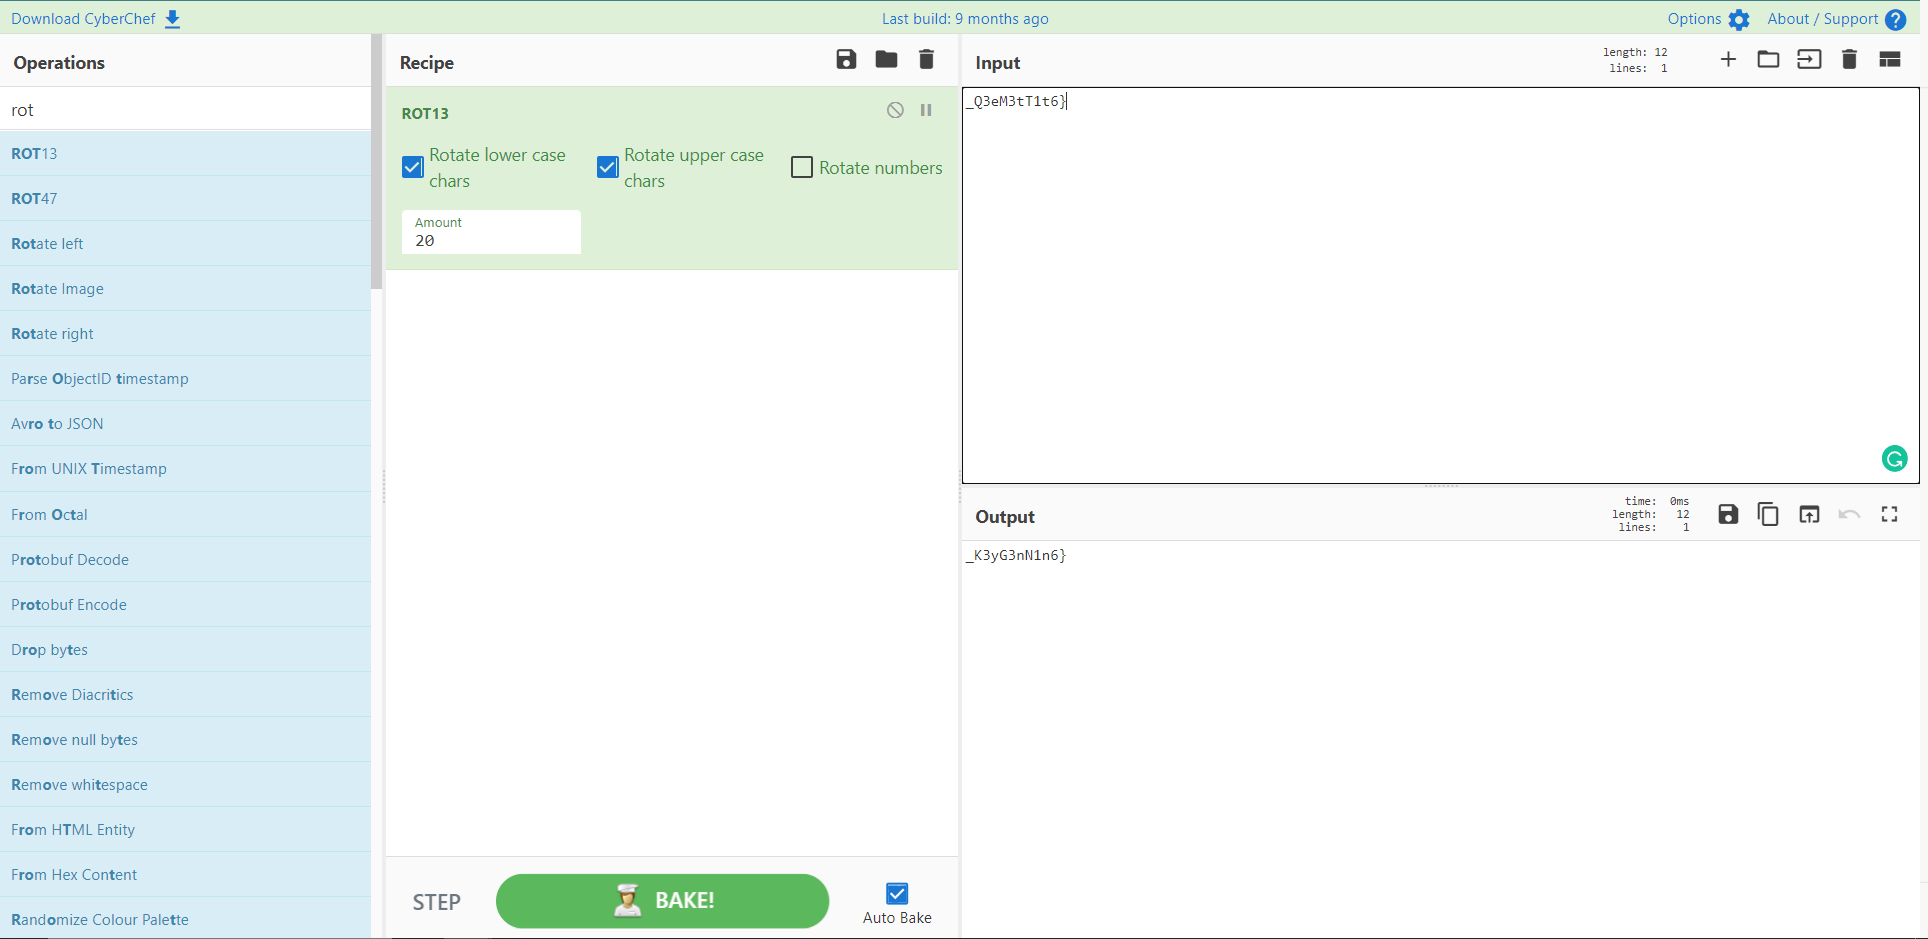 Download CyberChef
Last build: 9 months ago
Options
About / Support
Operations
rot
ROT13
ROT47
Rotate left
Rotate Image
Rotate right
Parse ObjectID timestamp
Avro to JSON
From UNIX Timestamp
From Octal
Protobuf Decode
Protobuf Encode
Drop bytes
Remove Diacritics
Remove null bytes
Remove whitespace
From HTML Entity
From Hex Content
Randomize Colour Palette
Recipe
ROT13
Rotate lower case
chars
Rotate upper case
chars
Rotate numbers
Amount
20
STEP
BAKE!
Auto Bake
Input
length: 12
lines: 1
_Q3eM3tT1t6}
Output
time: 0ms
length: 12
lines: 1
_K3yG3nN1n6}